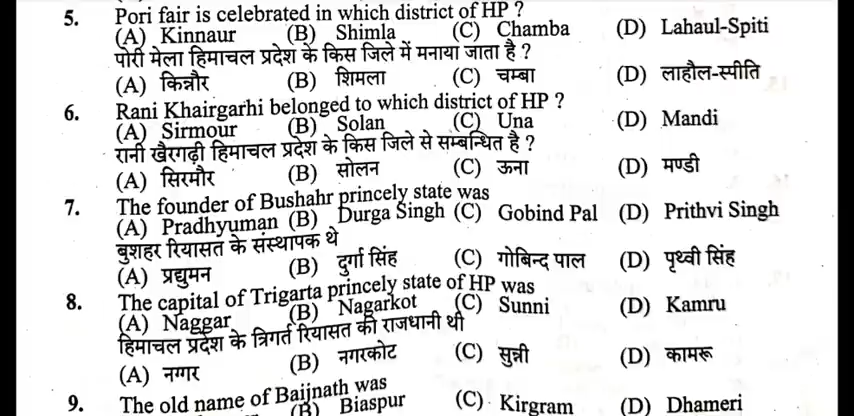 5. Pori fair is celebrated in which district of HP ?
(A) Kinnaur (B) Shimla (C) Chamba (D) Lahaul-Spiti
पोरी मेला हिमाचल प्रदेश के किस जिले में मनाया जाता है ?
(A) किन्नौर (B) शिमला (C) चम्बा (D) लाहौल-स्पीति
6. Rani Khairgarhi belonged to which district of HP ?
(A) Sirmour (B) Solan (C) Una (D) Mandi
रानी खैरगढ़ी हिमाचल प्रदेश के किस जिले से सम्बन्धित है ?
(A) सिरमौर (B) सोलन (C) ऊना (D) मण्डी
7. The founder of Bushahr princely state was
(A) Pradhyuman (B) Durga Singh (C) Gobind Pal (D) Prithvi Singh
बुशहर रियासत के संस्थापक थे
(A) प्रद्युमन (B) दुर्गा सिंह (C) गोबिन्द पाल (D) पृथ्वी सिंह
8. The capital of Trigarta princely state of HP was
(A) Naggar (B) Nagarkot (C) Sunni (D) Kamru
हिमाचल प्रदेश के त्रिगर्त रियासत की राजधानी थी
(A) नग्गर (B) नगरकोट (C) सुन्नी (D) कामरू
9. The old name of Baijnath was
(B) Biaspur (C) Kirgram (D) Dhameri